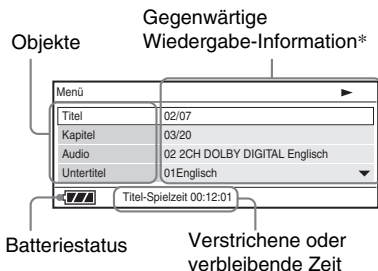 Gegenwärtige
Wiedergabe-Information*
Objekte
Menü
Titel 02/07
Kapitel 03/20
Audio 02 2CH DOLBY DIGITAL Englisch
Untertitel 01Englisch
Titel-Spielzeit 00:12:01
Batteriestatus
Verstrichene oder
verbleibende Zeit